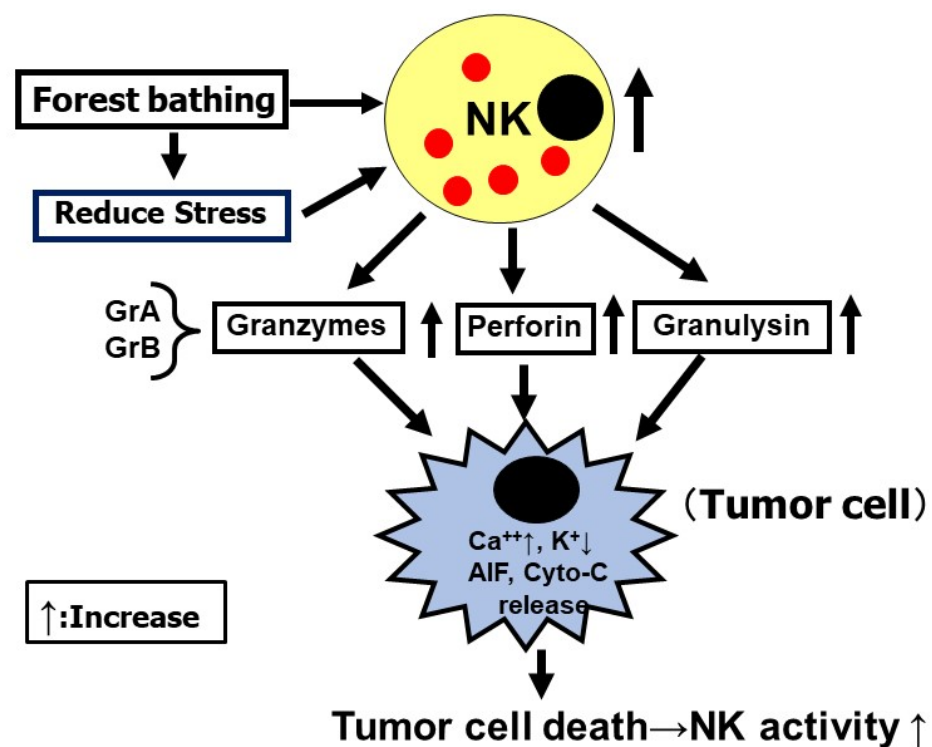 Forest bathing
NK
Reduce Stress
GrA
GrB
Granzymes
Perforin
Granulysin
(Tumor cell)
Ca⁺⁺↑, K⁺↓
AIF, Cyto-C
release
↑:Increase
Tumor cell death→NK activity ↑